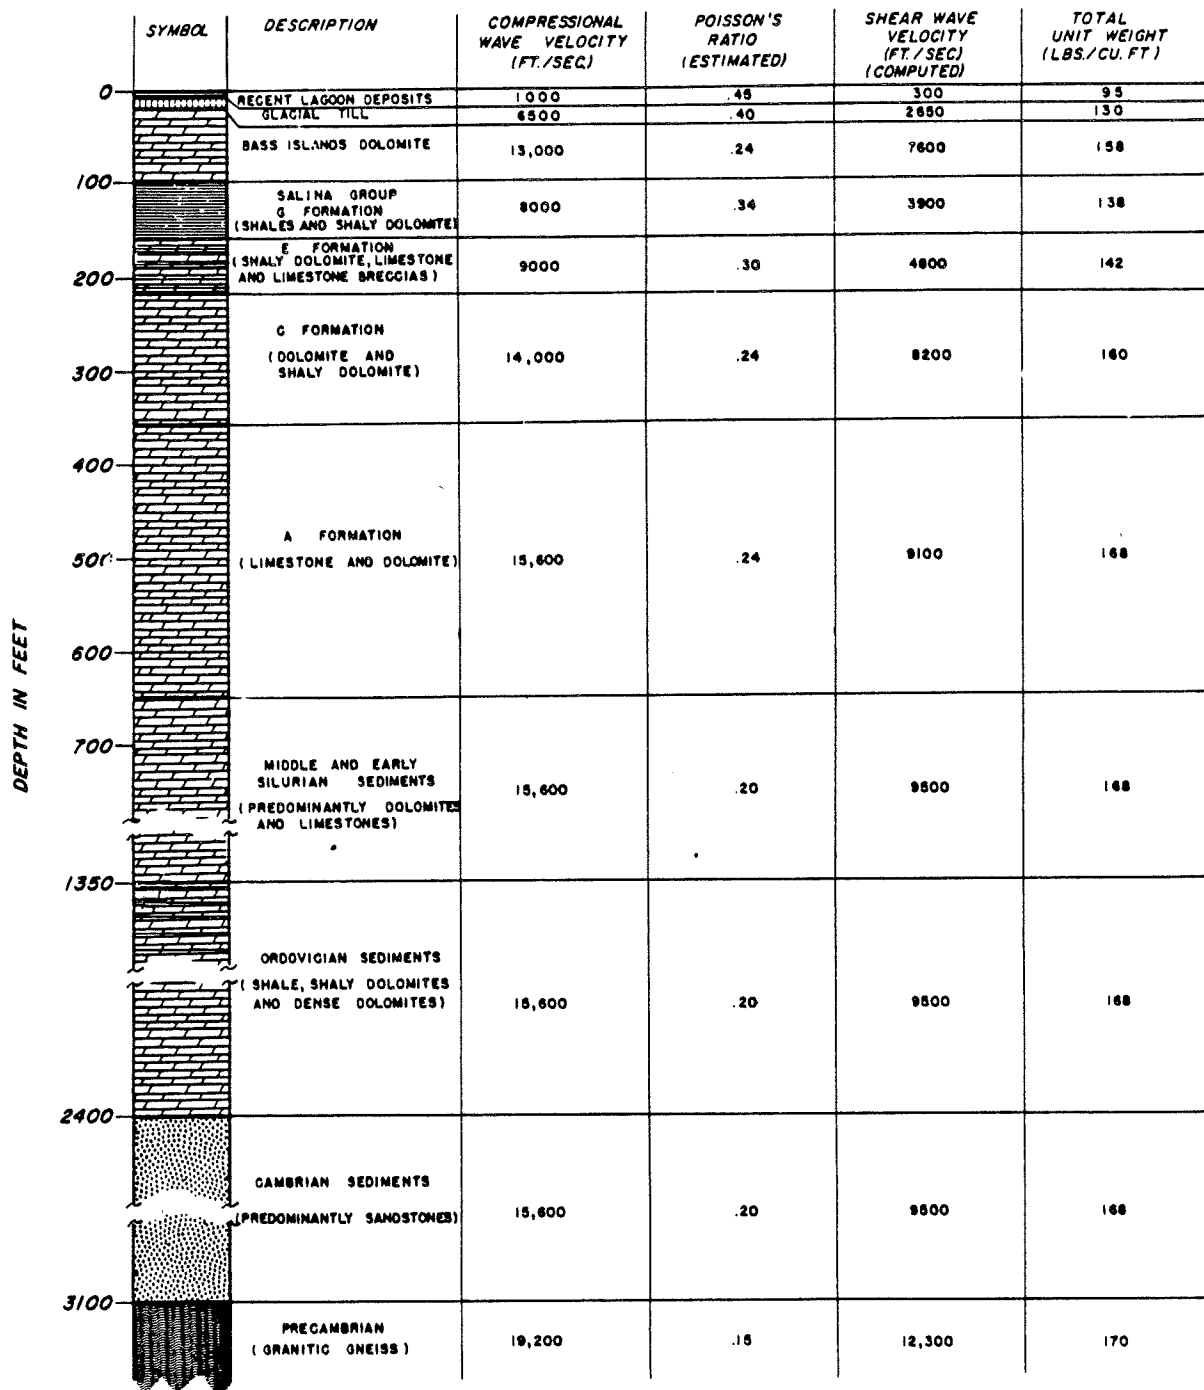 SYMBOL
DESCRIPTION
COMPRESSIONAL
WAVE VELOCITY
(FT./SEC.)
POISSON'S
RATIO
(ESTIMATED)
SHEAR WAVE
VELOCITY
(FT./SEC)
(COMPUTED)
TOTAL
UNIT WEIGHT
(LBS./CU. FT)
DEPTH IN FEET
0
RECENT LAGOON DEPOSITS 1000 .45 300 95
GLACIAL TILL 6500 .40 2650 130
BASS ISLANDS DOLOMITE 13,000 .24 7600 158
100
SALINA GROUP
G FORMATION 8000 .34 3900 138
(SHALES AND SHALY DOLOMITE)
E FORMATION
(SHALY DOLOMITE, LIMESTONE 9000 .30 4800 142
AND LIMESTONE BRECCIAS)
200
C FORMATION
(DOLOMITE AND 14,000 .24 8200 160
SHALY DOLOMITE)
300
400
A FORMATION
(LIMESTONE AND DOLOMITE) 15,600 .24 9100 168
500
600
700
MIDDLE AND EARLY
SILURIAN SEDIMENTS 15,600 .20 9500 168
(PREDOMINANTLY DOLOMITES
AND LIMESTONES)
1350
ORDOVICIAN SEDIMENTS
(SHALE, SHALY DOLOMITES
AND DENSE DOLOMITES) 15,600 .20 9500 168
2400
CAMBRIAN SEDIMENTS
(PREDOMINANTLY SANDSTONES) 15,600 .20 9500 168
3100
PRECAMBRIAN
(GRANITIC GNEISS) 19,200 .15 12,300 170